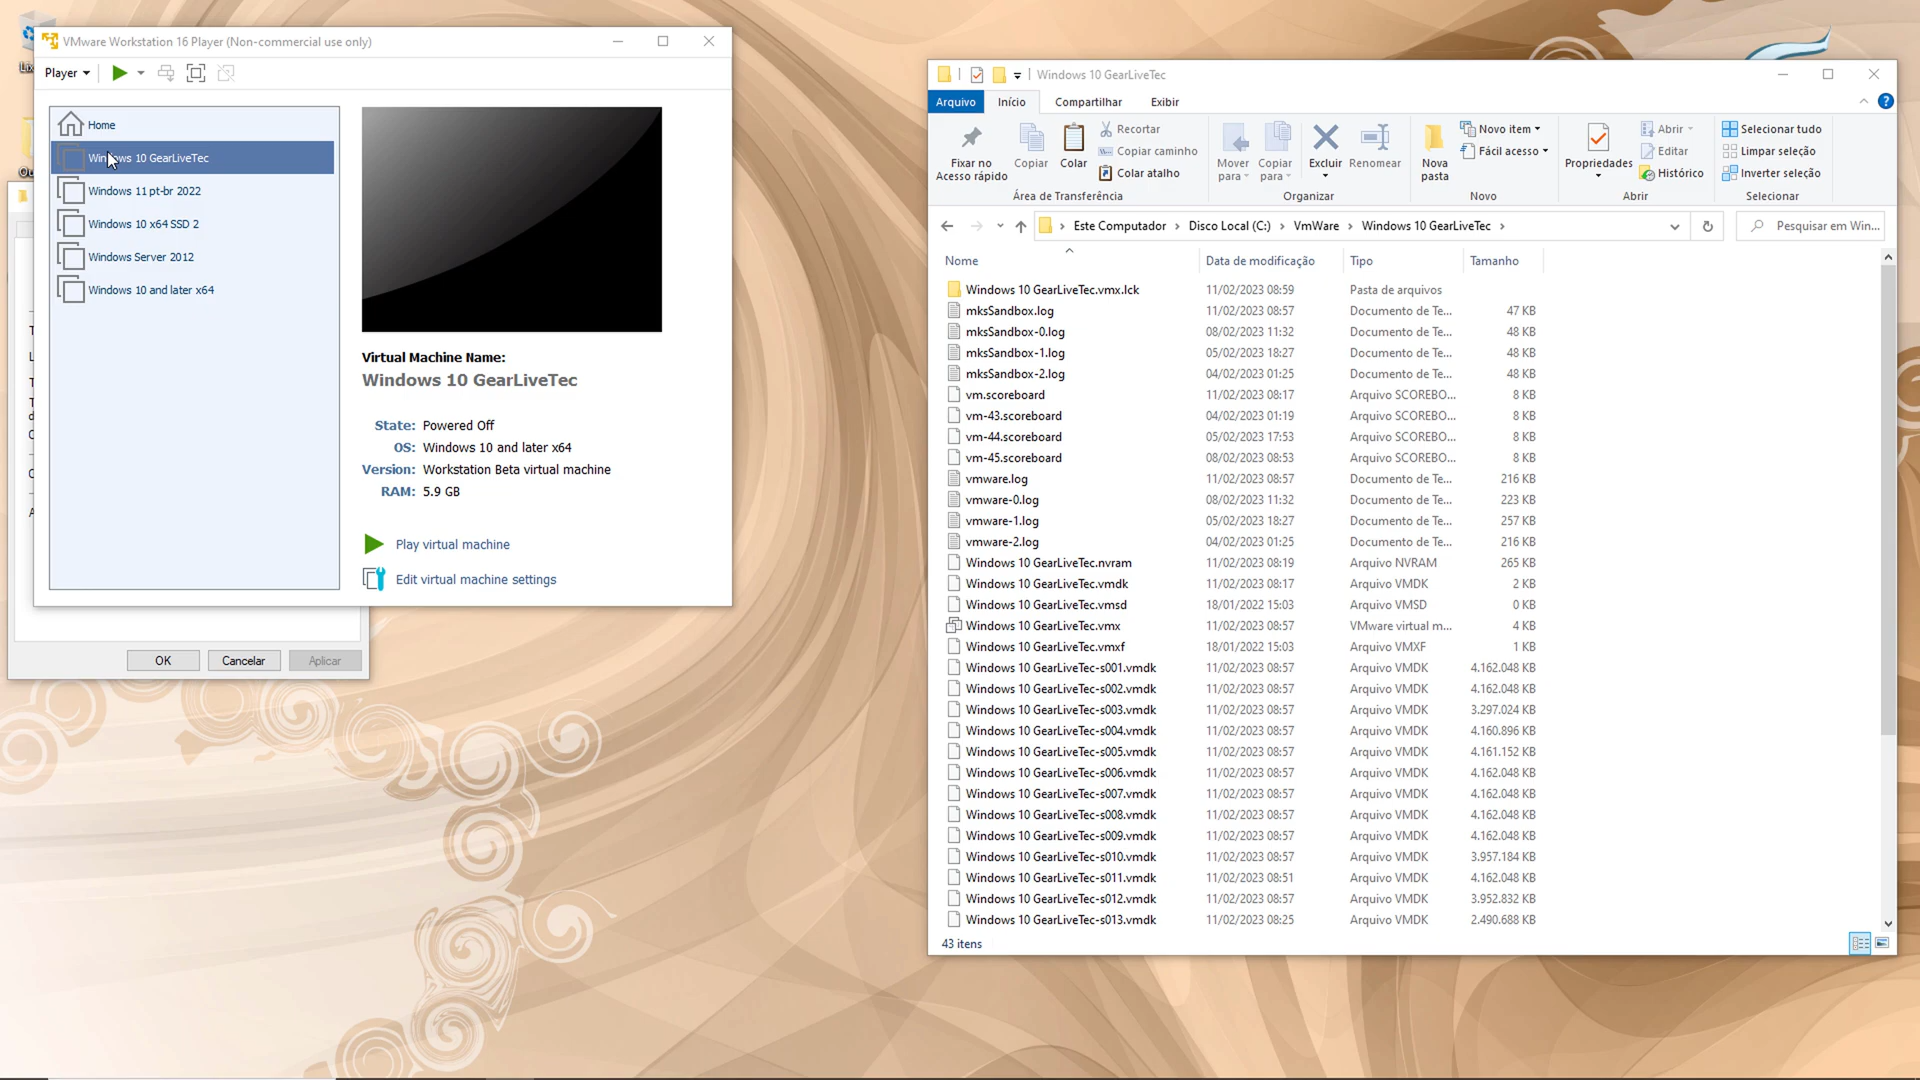 VMware Workstation 16 Player (Non-commercial use only)
Player
Home
Windows 10 GearLiveTec
Windows 11 pt-br 2022
Windows 10 x64 SSD 2
Windows Server 2012
Windows 10 and later x64
Virtual Machine Name:
Windows 10 GearLiveTec
State: Powered Off
OS: Windows 10 and later x64
Version: Workstation Beta virtual machine
RAM: 5.9 GB
Play virtual machine
Edit virtual machine settings
OK Cancelar Aplicar
Windows 10 GearLiveTec
Arquivo Início Compartilhar Exibir
Fixar no
Acesso rápido
Copiar
Colar
Recortar
Copiar caminho
Colar atalho
Área de Transferência
Mover
para
Copiar
para
Excluir
Renomear
Organizar
Nova
pasta
Novo item
Fácil acesso
Novo
Propriedades
Abrir
Editar
Histórico
Abrir
Selecionar tudo
Limpar seleção
Inverter seleção
Selecionar
Este Computador > Disco Local (C:) > VmWare > Windows 10 GearLiveTec >
Pesquisar em Win...
Nome Data de modificação Tipo Tamanho
Windows 10 GearLiveTec.vmx.lck 11/02/2023 08:59 Pasta de arquivos
mksSandbox.log 11/02/2023 08:57 Documento de Te... 47 KB
mksSandbox-0.log 08/02/2023 11:32 Documento de Te... 48 KB
mksSandbox-1.log 05/02/2023 18:27 Documento de Te... 48 KB
mksSandbox-2.log 04/02/2023 01:25 Documento de Te... 48 KB
vm.scoreboard 11/02/2023 08:17 Arquivo SCOREBO... 8 KB
vm-43.scoreboard 04/02/2023 01:19 Arquivo SCOREBO... 8 KB
vm-44.scoreboard 05/02/2023 17:53 Arquivo SCOREBO... 8 KB
vm-45.scoreboard 08/02/2023 08:53 Arquivo SCOREBO... 8 KB
vmware.log 11/02/2023 08:57 Documento de Te... 216 KB
vmware-0.log 08/02/2023 11:32 Documento de Te... 223 KB
vmware-1.log 05/02/2023 18:27 Documento de Te... 257 KB
vmware-2.log 04/02/2023 01:25 Documento de Te... 216 KB
Windows 10 GearLiveTec.nvram 11/02/2023 08:19 Arquivo NVRAM 265 KB
Windows 10 GearLiveTec.vmdk 11/02/2023 08:17 Arquivo VMDK 2 KB
Windows 10 GearLiveTec.vmsd 18/01/2022 15:03 Arquivo VMSD 0 KB
Windows 10 GearLiveTec.vmx 11/02/2023 08:57 VMware virtual m... 4 KB
Windows 10 GearLiveTec.vmxf 18/01/2022 15:03 Arquivo VMXF 1 KB
Windows 10 GearLiveTec-s001.vmdk 11/02/2023 08:57 Arquivo VMDK 4.162.048 KB
Windows 10 GearLiveTec-s002.vmdk 11/02/2023 08:57 Arquivo VMDK 4.162.048 KB
Windows 10 GearLiveTec-s003.vmdk 11/02/2023 08:57 Arquivo VMDK 3.297.024 KB
Windows 10 GearLiveTec-s004.vmdk 11/02/2023 08:57 Arquivo VMDK 4.160.896 KB
Windows 10 GearLiveTec-s005.vmdk 11/02/2023 08:57 Arquivo VMDK 4.161.152 KB
Windows 10 GearLiveTec-s006.vmdk 11/02/2023 08:57 Arquivo VMDK 4.162.048 KB
Windows 10 GearLiveTec-s007.vmdk 11/02/2023 08:57 Arquivo VMDK 4.162.048 KB
Windows 10 GearLiveTec-s008.vmdk 11/02/2023 08:57 Arquivo VMDK 4.162.048 KB
Windows 10 GearLiveTec-s009.vmdk 11/02/2023 08:57 Arquivo VMDK 4.162.048 KB
Windows 10 GearLiveTec-s010.vmdk 11/02/2023 08:57 Arquivo VMDK 3.957.184 KB
Windows 10 GearLiveTec-s011.vmdk 11/02/2023 08:51 Arquivo VMDK 4.162.048 KB
Windows 10 GearLiveTec-s012.vmdk 11/02/2023 08:57 Arquivo VMDK 3.952.832 KB
Windows 10 GearLiveTec-s013.vmdk 11/02/2023 08:25 Arquivo VMDK 2.490.688 KB
43 itens